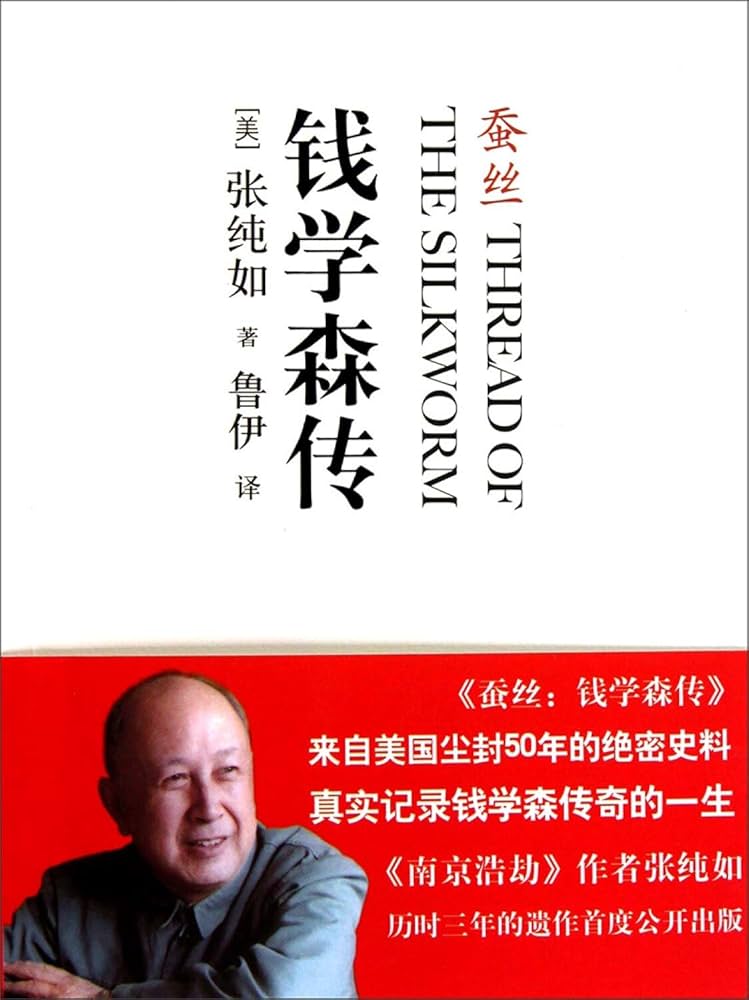 蚕丝 THREAD OF
THE SILKWORM
钱学森传
[美] 张纯如 著 鲁伊 译
《蚕丝：钱学森传》
来自美国尘封50年的绝密史料
真实记录钱学森传奇的一生
《南京浩劫》作者张纯如
历时三年的遗作首度公开出版